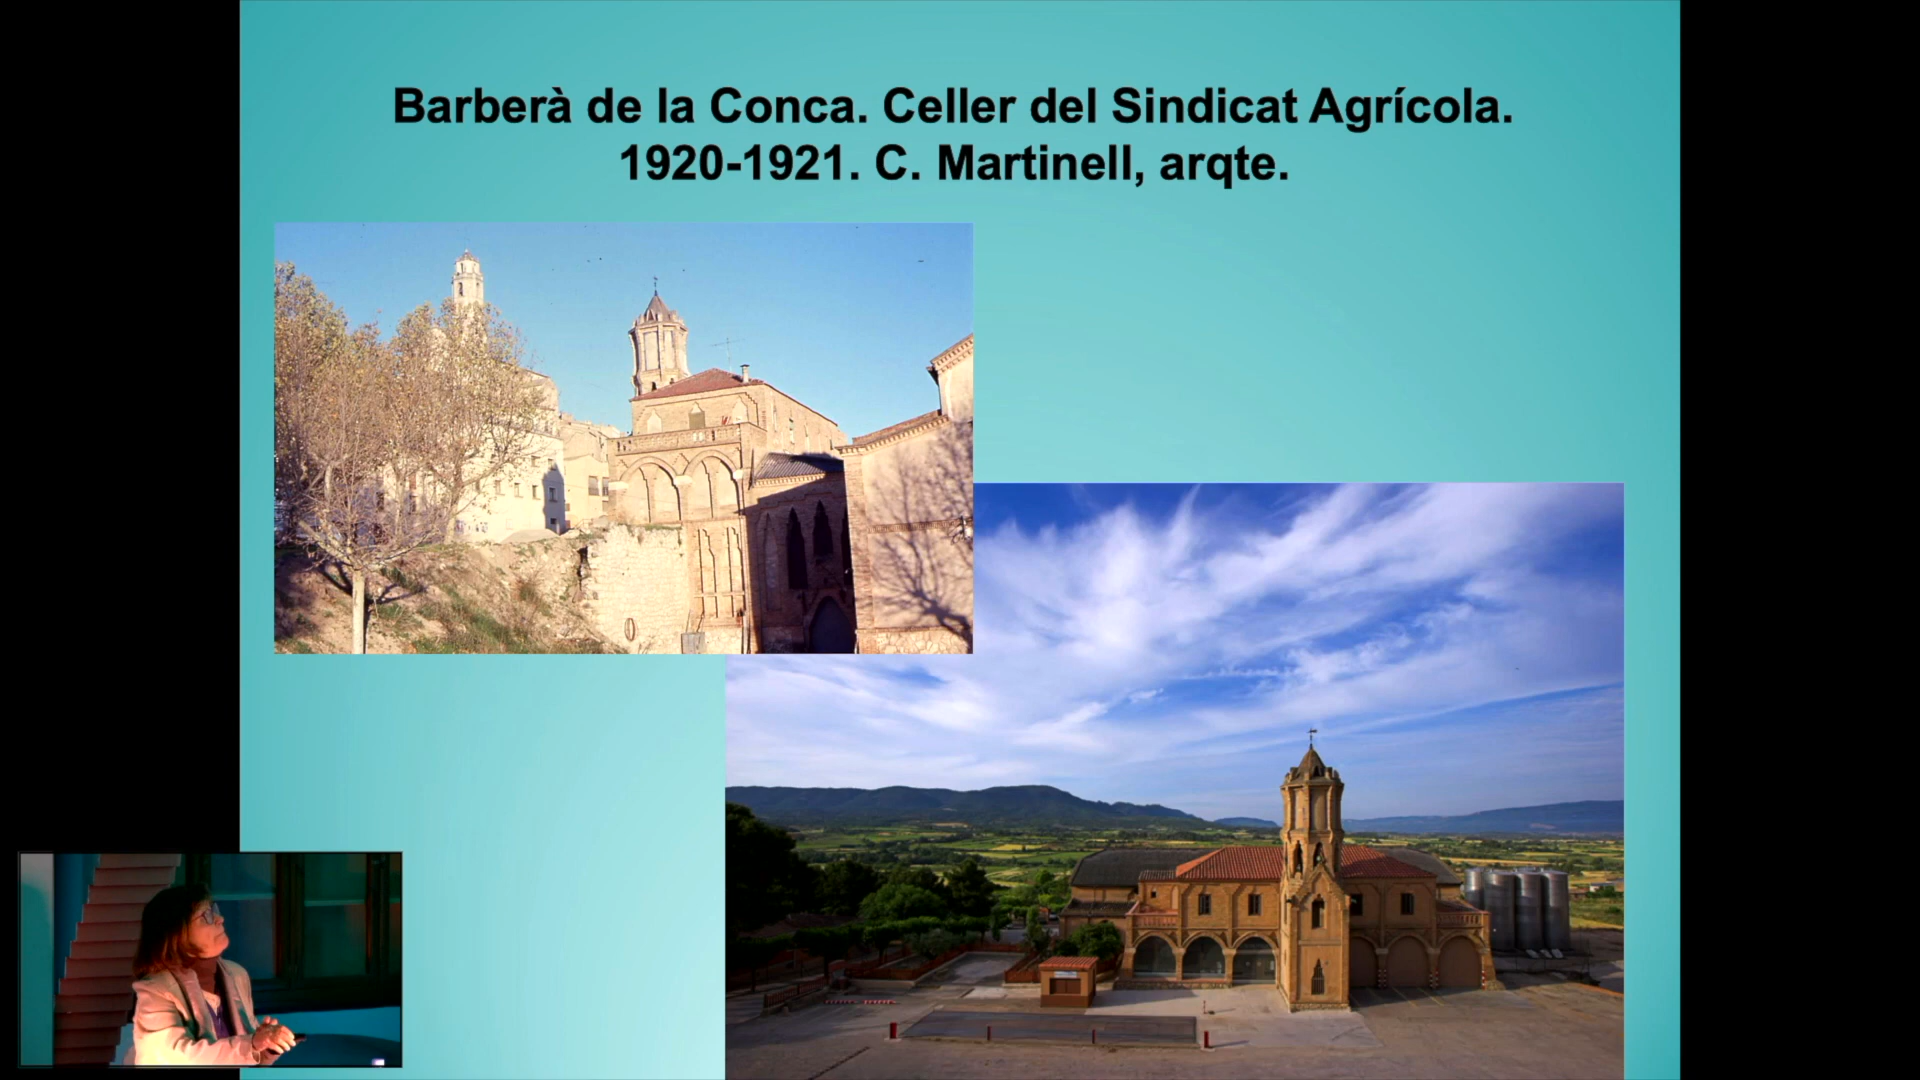 Barberà de la Conca. Celler del Sindicat Agrícola.
1920-1921. C. Martinell, arqte.